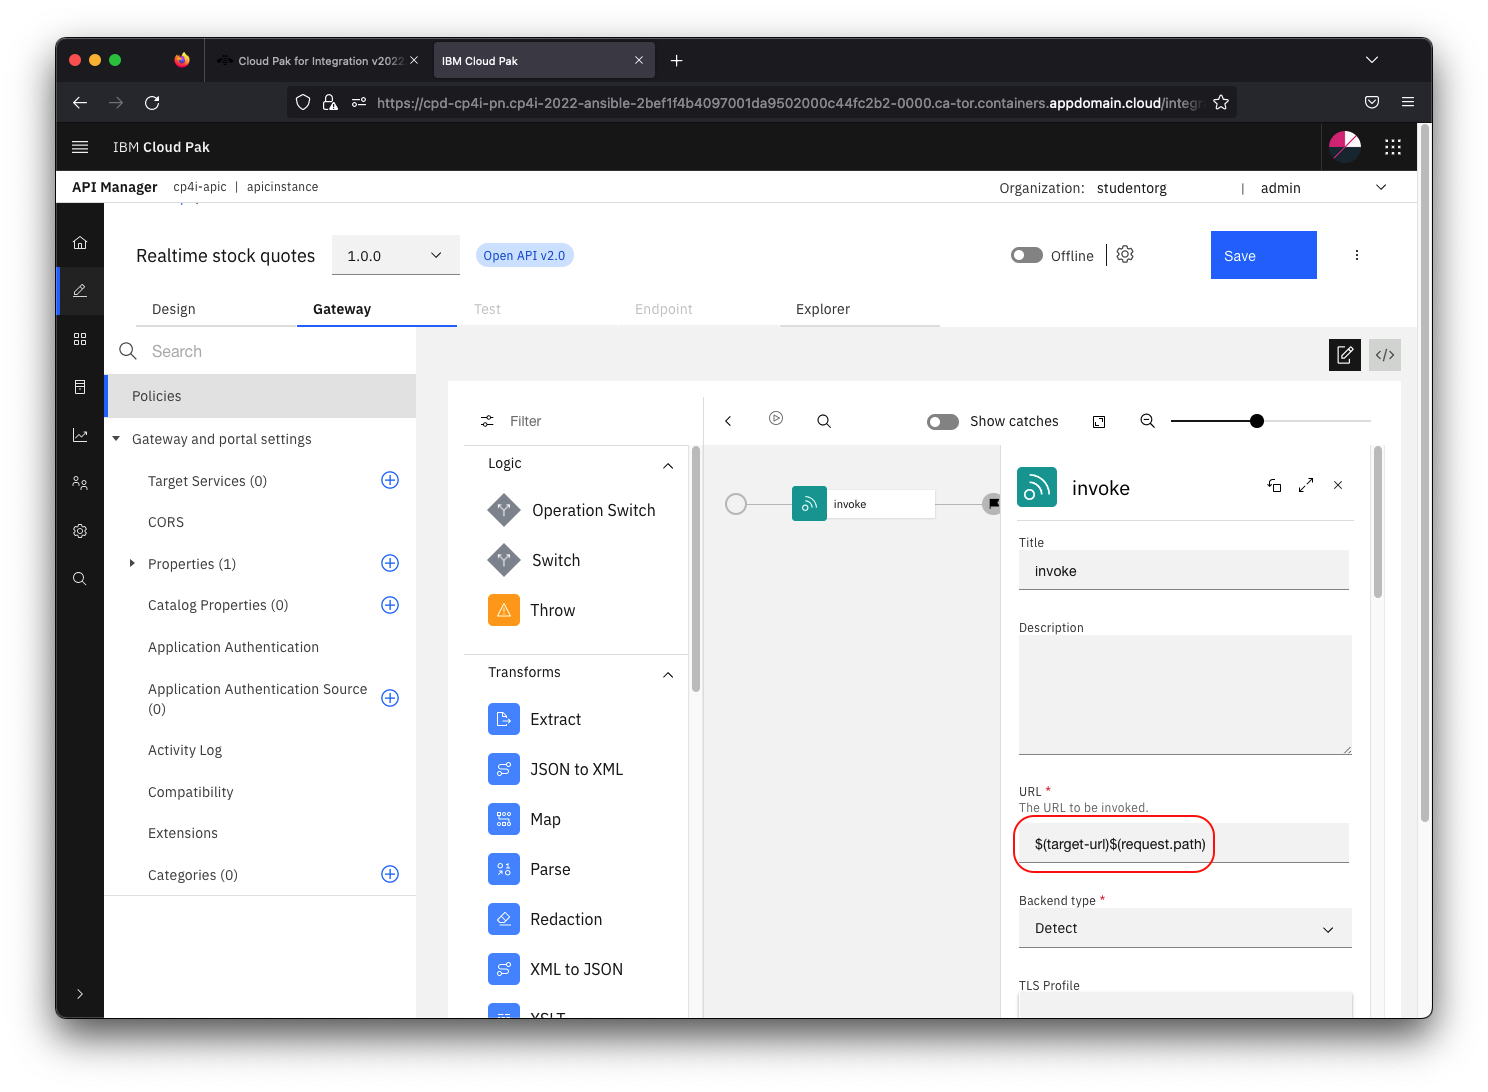 Cloud Pak for Integration v2022
IBM Cloud Pak
https://cpd-cp4i-pn.cp4i-2022-ansible-2bef1f4b4097001da9502000c44fc2b2-0000.ca-tor.containers.appdomain.cloud/integr
IBM Cloud Pak
API Manager cp4i-apic | apicinstance
Organization: studentorg | admin
Realtime stock quotes
1.0.0
Open API v2.0
Offline
Save
Design
Gateway
Test
Endpoint
Explorer
Search
Policies
Gateway and portal settings
Target Services (0)
CORS
Properties (1)
Catalog Properties (0)
Application Authentication
Application Authentication Source
(0)
Activity Log
Compatibility
Extensions
Categories (0)
Filter
Logic
Operation Switch
Switch
Throw
Transforms
Extract
JSON to XML
Map
Parse
Redaction
XML to JSON
XSLT
Show catches
invoke
invoke
Title
invoke
Description
URL *
The URL to be invoked.
$(target-url)$(request.path)
Backend type *
Detect
TLS Profile